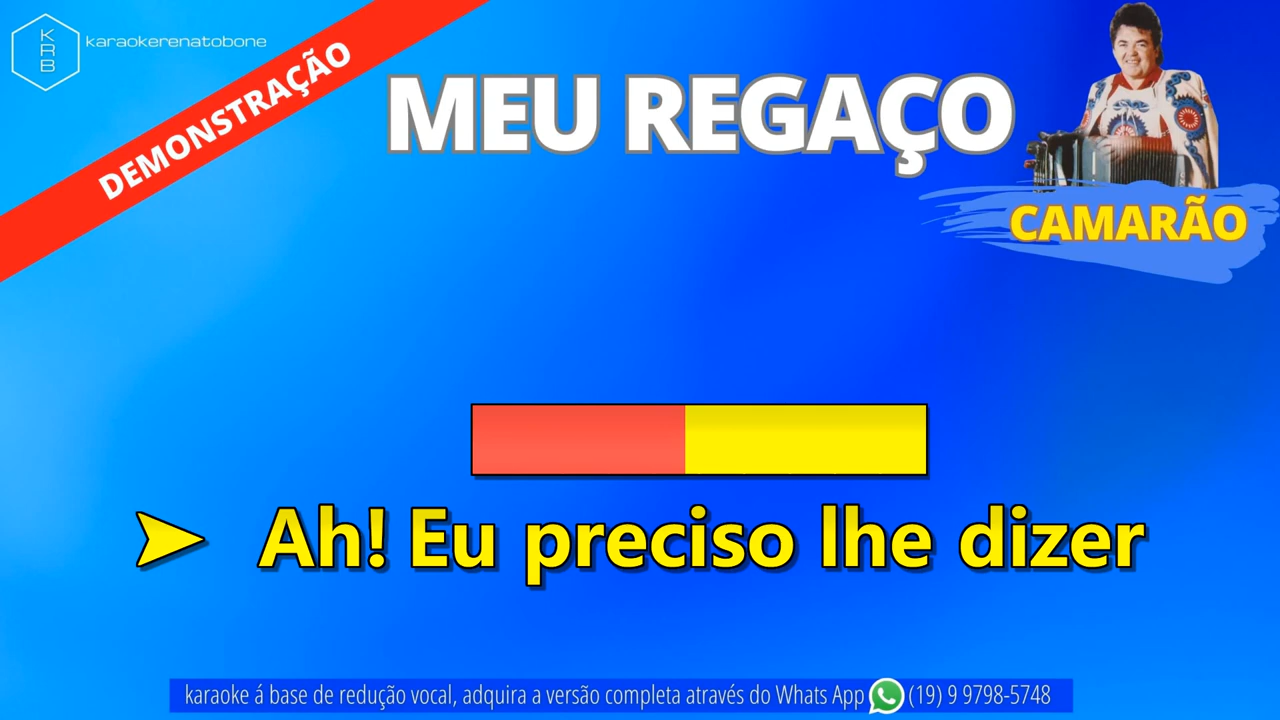 KRB
karaokerenatobone
DEMONSTRAÇÃO
MEU REGAÇO
CAMARÃO
Ah! Eu preciso lhe dizer
karaoke á base de redução vocal, adquira a versão completa através do Whats App (19) 9 9798-5748